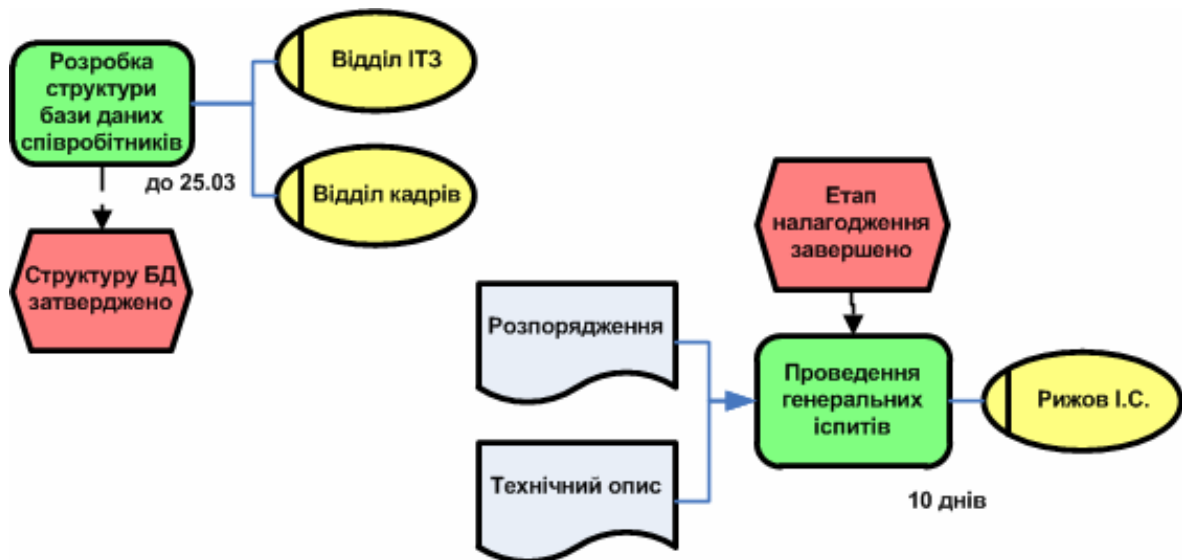 Розробка
структури
бази даних
співробітників
Відділ ІТЗ
Відділ кадрів
до 25.03
Структуру БД
затверджено
Етап
налагодження
завершено
Розпорядження
Технічний опис
Проведення
генеральних
іспитів
Рижов І.С.
10 днів